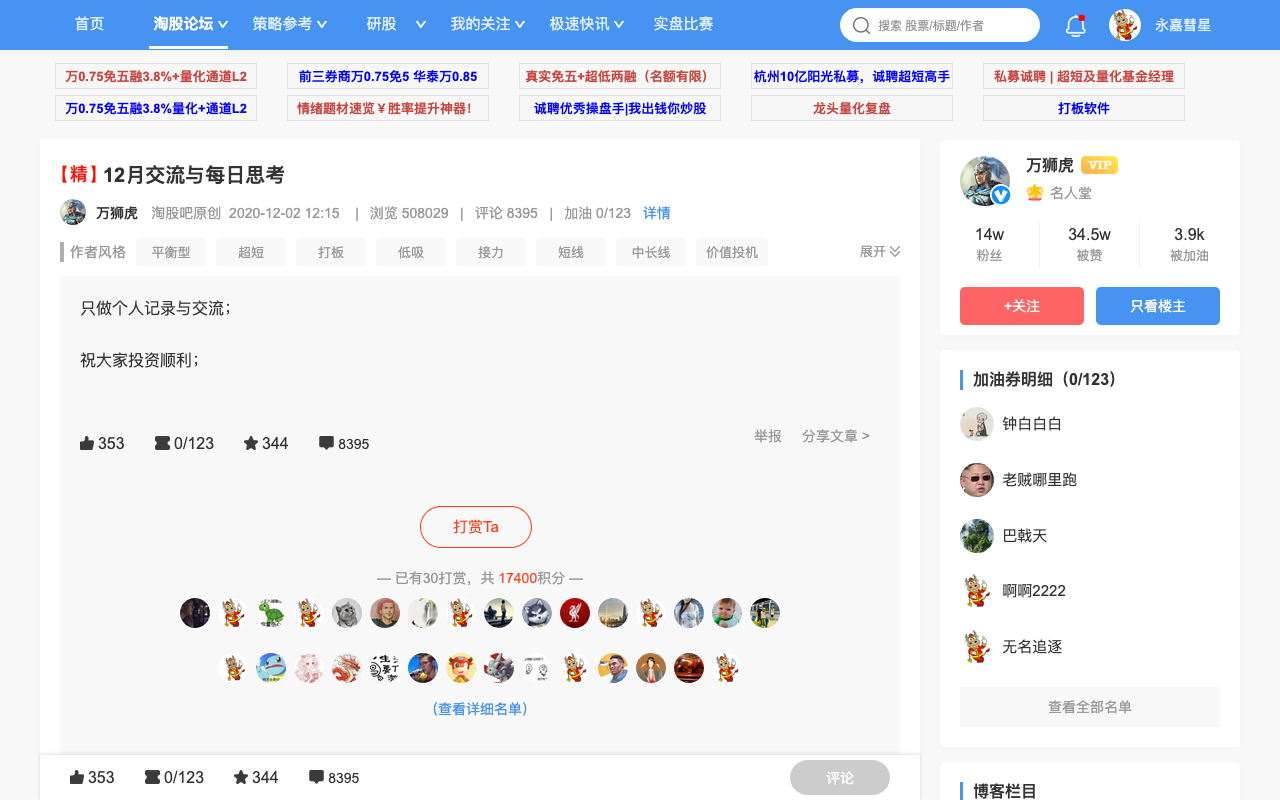 首页 淘股论坛 策略参考 研股 我的关注 极速快讯 实盘比赛 搜索 股票/标题/作者 永嘉彗星
万0.75免五融3.8%+量化通道L2 前三券商万0.75免5 华泰万0.85 真实免五+超低两融（名额有限） 杭州10亿阳光私募，诚聘超短高手 私募诚聘 | 超短及量化基金经理
万0.75免五融3.8%量化+通道L2 情绪题材速览￥胜率提升神器! 诚聘优秀操盘手|我出钱你炒股 龙头量化复盘 打板软件
【精】12月交流与每日思考
万狮虎 淘股吧原创 2020-12-02 12:15 | 浏览 508029 | 评论 8395 | 加油 0/123 详情
作者风格 平衡型 超短 打板 低吸 接力 短线 中长线 价值投机 展开
只做个人记录与交流；
祝大家投资顺利；
353 0/123 344 8395 举报 分享文章 >
打赏Ta
— 已有30打赏，共 17400积分 —
（查看详细名单）
353 0/123 344 8395 评论
万狮虎 VIP
名人堂
14w 34.5w 3.9k
粉丝 被赞 被加油
+关注 只看楼主
加油券明细（0/123）
钟白白白
老贼哪里跑
巴戟天
啊啊2222
无名追逐
查看全部名单
博客栏目